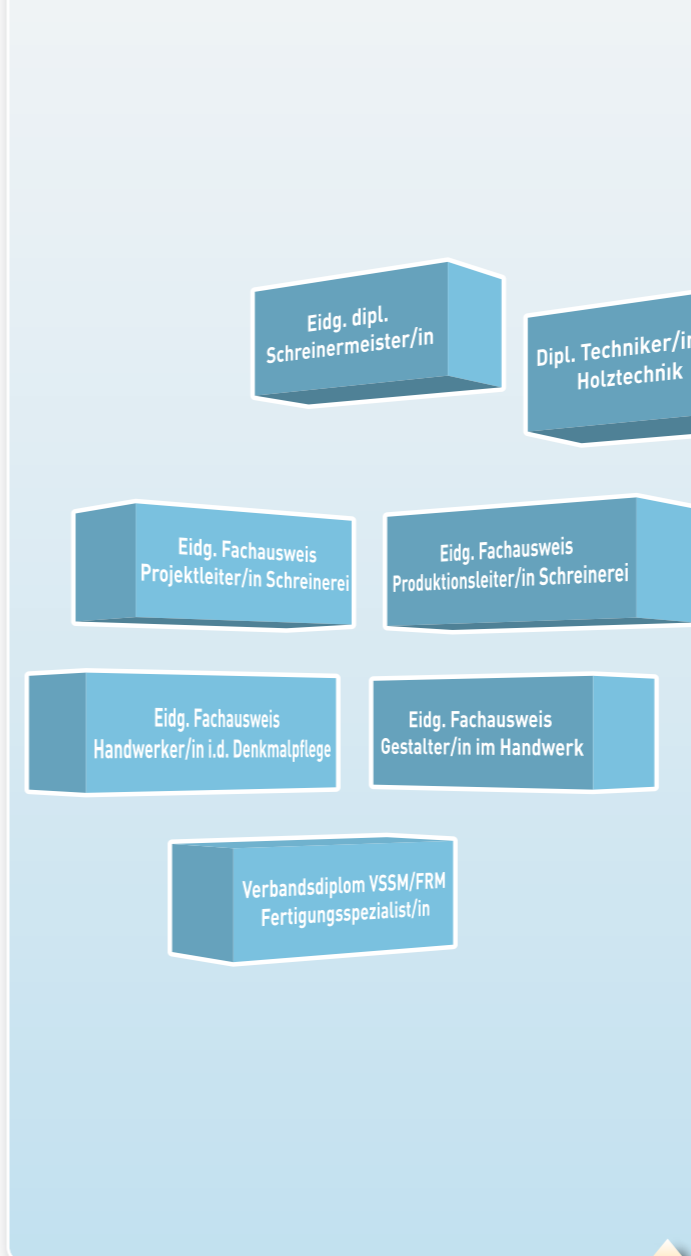 Eidg. dipl.
Schreinermeister/in
Dipl. Techniker/in
Holztechnik
Eidg. Fachausweis
Projektleiter/in Schreinerei
Eidg. Fachausweis
Produktionsleiter/in Schreinerei
Eidg. Fachausweis
Handwerker/in i.d. Denkmalpflege
Eidg. Fachausweis
Gestalter/in im Handwerk
Verbandsdiplom VSSM/FRM
Fertigungsspezialist/in